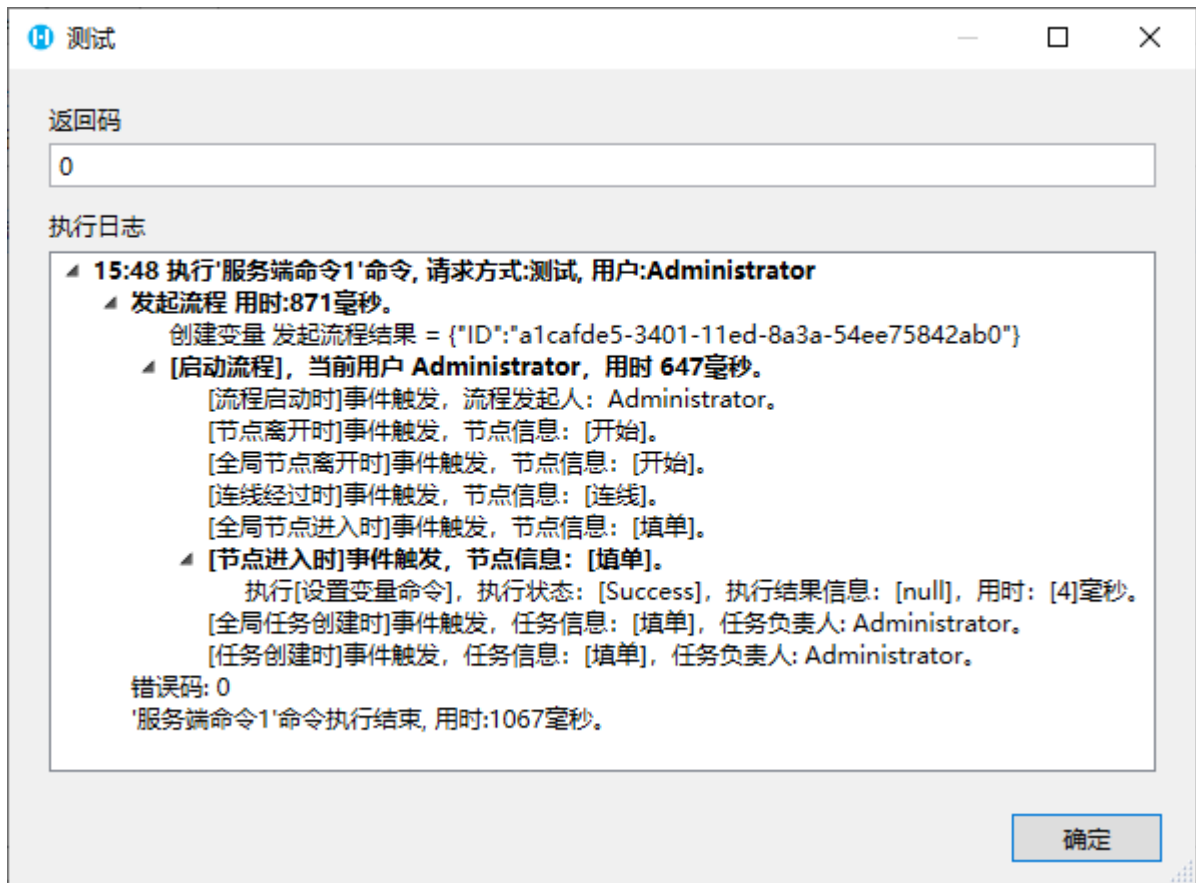 测试
返回码
0
执行日志
15:48 执行'服务端命令1'命令, 请求方式:测试, 用户:Administrator
发起流程 用时:871毫秒。
创建变量 发起流程结果 = {"ID":"a1cafde5-3401-11ed-8a3a-54ee75842ab0"}
[启动流程]，当前用户 Administrator，用时 647毫秒。
[流程启动时]事件触发，流程发起人：Administrator。
[节点离开时]事件触发，节点信息：[开始]。
[全局节点离开时]事件触发，节点信息：[开始]。
[连线经过时]事件触发，节点信息：[连线]。
[全局节点进入时]事件触发，节点信息：[填单]。
[节点进入时]事件触发，节点信息：[填单]。
执行[设置变量命令]，执行状态：[Success]，执行结果信息：[null]，用时：[4]毫秒。
[全局任务创建时]事件触发，任务信息：[填单]，任务负责人: Administrator。
[任务创建时]事件触发，任务信息：[填单]，任务负责人: Administrator。
错误码: 0
'服务端命令1'命令执行结束, 用时:1067毫秒。
确定